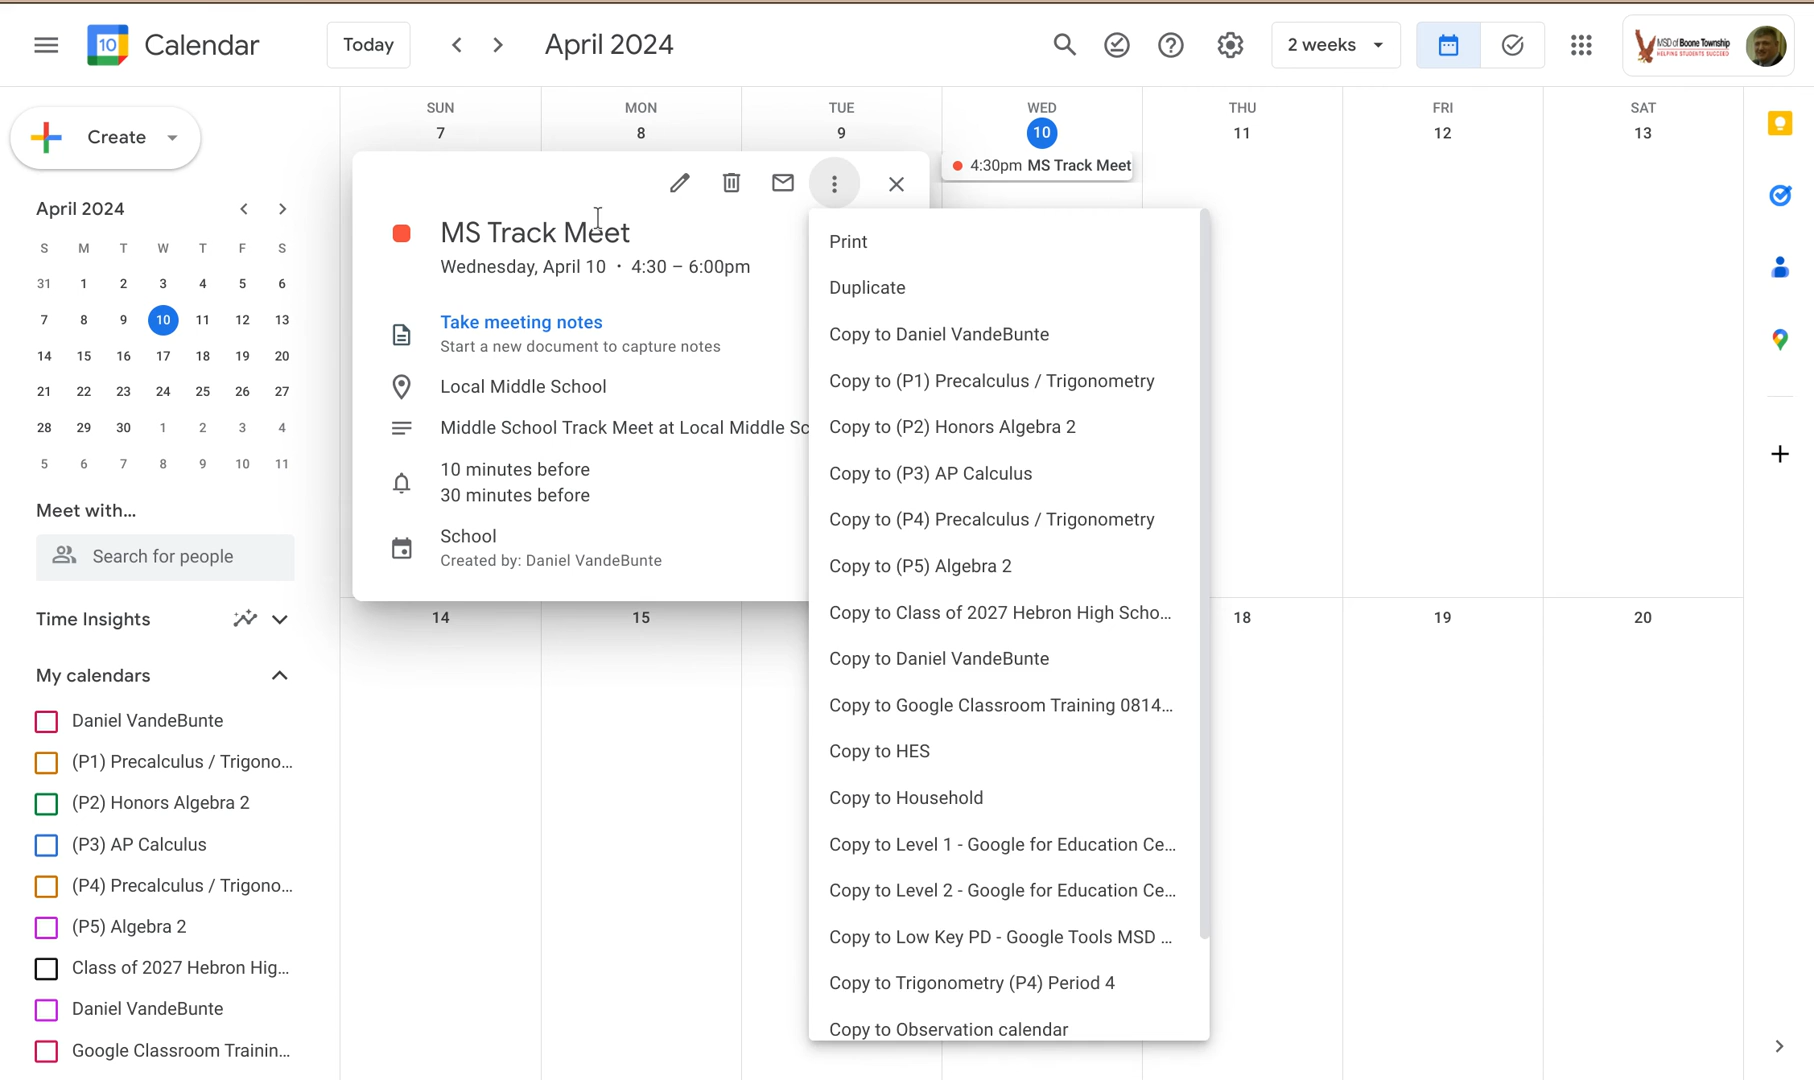 10 Calendar Today April 2024 2 weeks MSD of Boone Township
HELPING STUDENTS SUCCEED
Create
April 2024
S M T W T F S
31 1 2 3 4 5 6
7 8 9 10 11 12 13
14 15 16 17 18 19 20
21 22 23 24 25 26 27
28 29 30 1 2 3 4
5 6 7 8 9 10 11
Meet with...
Search for people
Time Insights
My calendars
Daniel VandeBunte
(P1) Precalculus / Trigono...
(P2) Honors Algebra 2
(P3) AP Calculus
(P4) Precalculus / Trigono...
(P5) Algebra 2
Class of 2027 Hebron Hig...
Daniel VandeBunte
Google Classroom Trainin...
SUN MON TUE WED THU FRI SAT
7 8 9 10 11 12 13
4:30pm MS Track Meet
MS Track Meet
Wednesday, April 10 · 4:30 – 6:00pm
Take meeting notes
Start a new document to capture notes
Local Middle School
Middle School Track Meet at Local Middle Sc
10 minutes before
30 minutes before
School
Created by: Daniel VandeBunte
Print
Duplicate
Copy to Daniel VandeBunte
Copy to (P1) Precalculus / Trigonometry
Copy to (P2) Honors Algebra 2
Copy to (P3) AP Calculus
Copy to (P4) Precalculus / Trigonometry
Copy to (P5) Algebra 2
Copy to Class of 2027 Hebron High Scho...
Copy to Daniel VandeBunte
Copy to Google Classroom Training 0814...
Copy to HES
Copy to Household
Copy to Level 1 - Google for Education Ce...
Copy to Level 2 - Google for Education Ce...
Copy to Low Key PD - Google Tools MSD ...
Copy to Trigonometry (P4) Period 4
Copy to Observation calendar
14 15 18 19 20